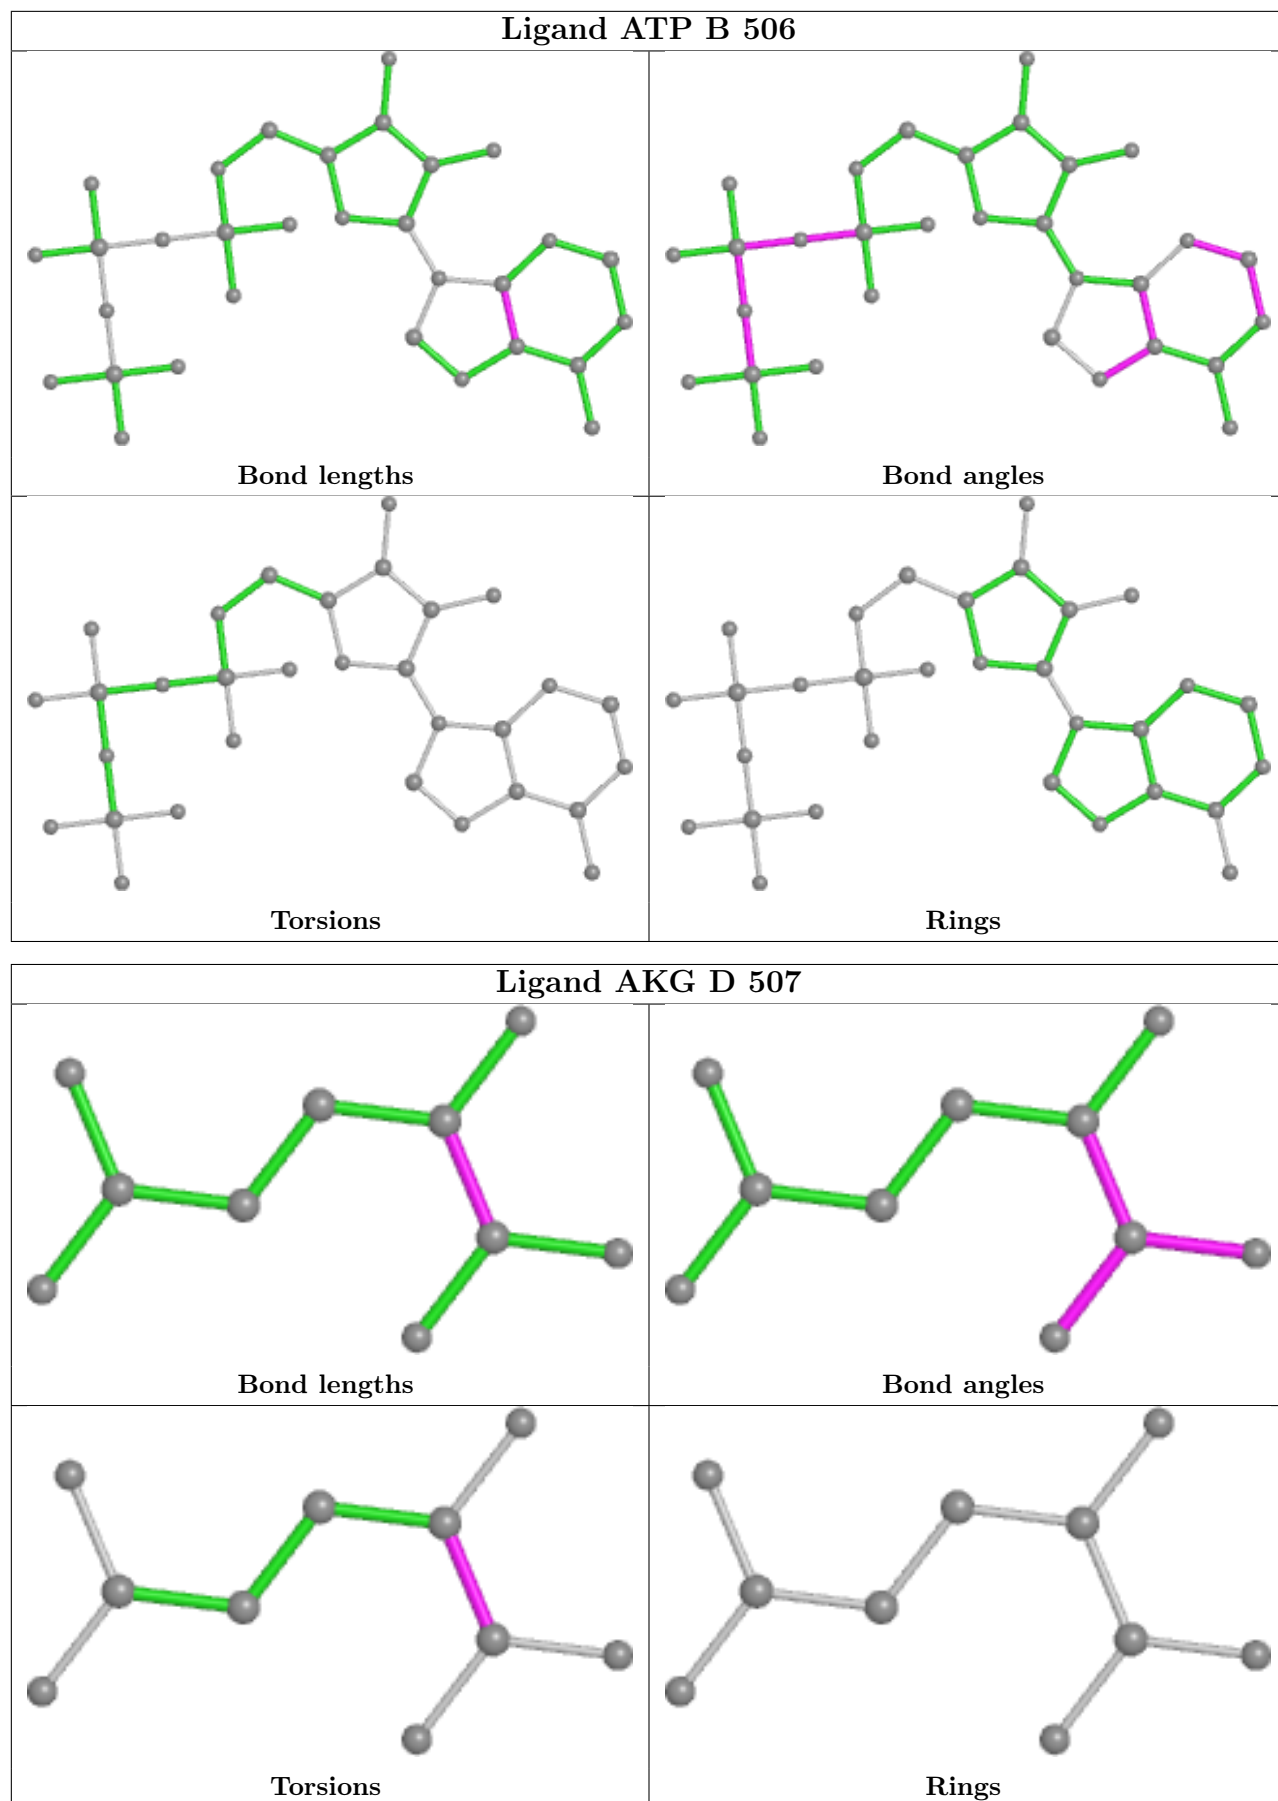 Ligand ATP B 506
Bond lengths
Bond angles
Torsions
Rings
Ligand AKG D 507
Bond lengths
Bond angles
Torsions
Rings